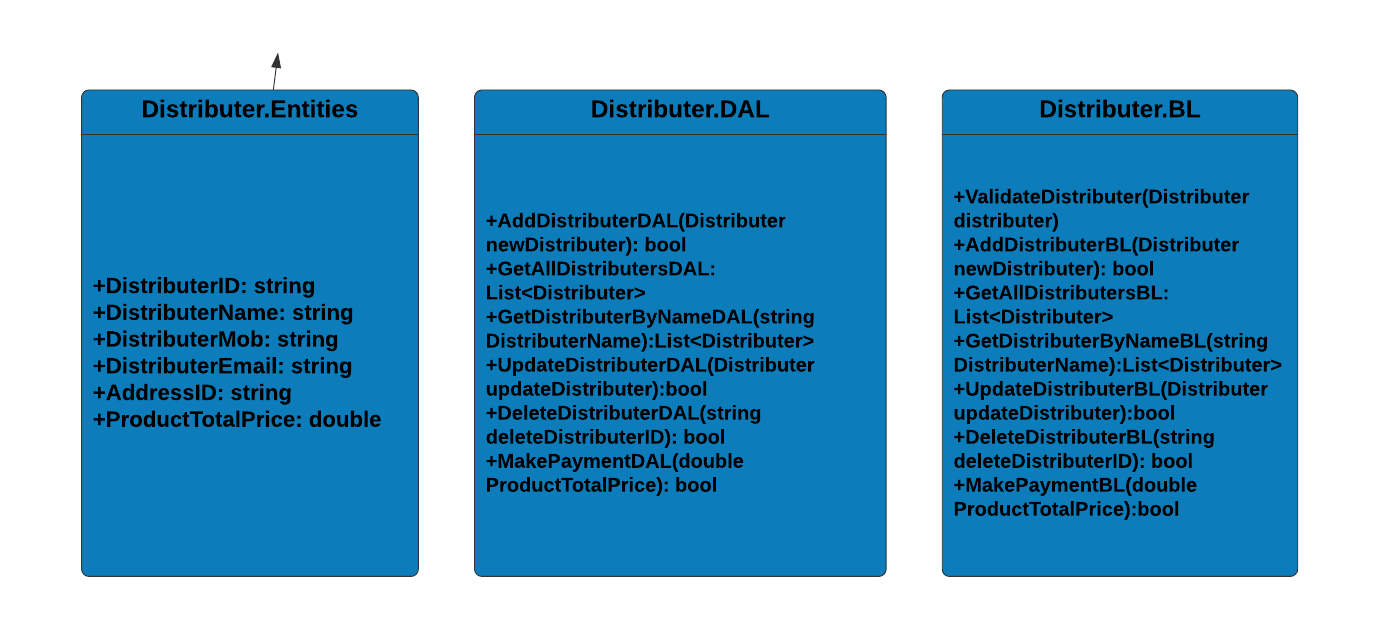 Distributer.Entities
+DistributerID: string
+DistributerName: string
+DistributerMob: string
+DistributerEmail: string
+AddressID: string
+ProductTotalPrice: double
Distributer.DAL
+AddDistributerDAL(Distributer
newDistributer): bool
+GetAllDistributersDAL:
List<Distributer>
+GetDistributerByNameDAL(string
DistributerName):List<Distributer>
+UpdateDistributerDAL(Distributer
updateDistributer):bool
+DeleteDistributerDAL(string
deleteDistributerID): bool
+MakePaymentDAL(double
ProductTotalPrice): bool
Distributer.BL
+ValidateDistributer(Distributer
distributer)
+AddDistributerBL(Distributer
newDistributer): bool
+GetAllDistributersBL:
List<Distributer>
+GetDistributerByNameBL(string
DistributerName):List<Distributer>
+UpdateDistributerBL(Distributer
updateDistributer):bool
+DeleteDistributerBL(string
deleteDistributerID): bool
+MakePaymentBL(double
ProductTotalPrice):bool